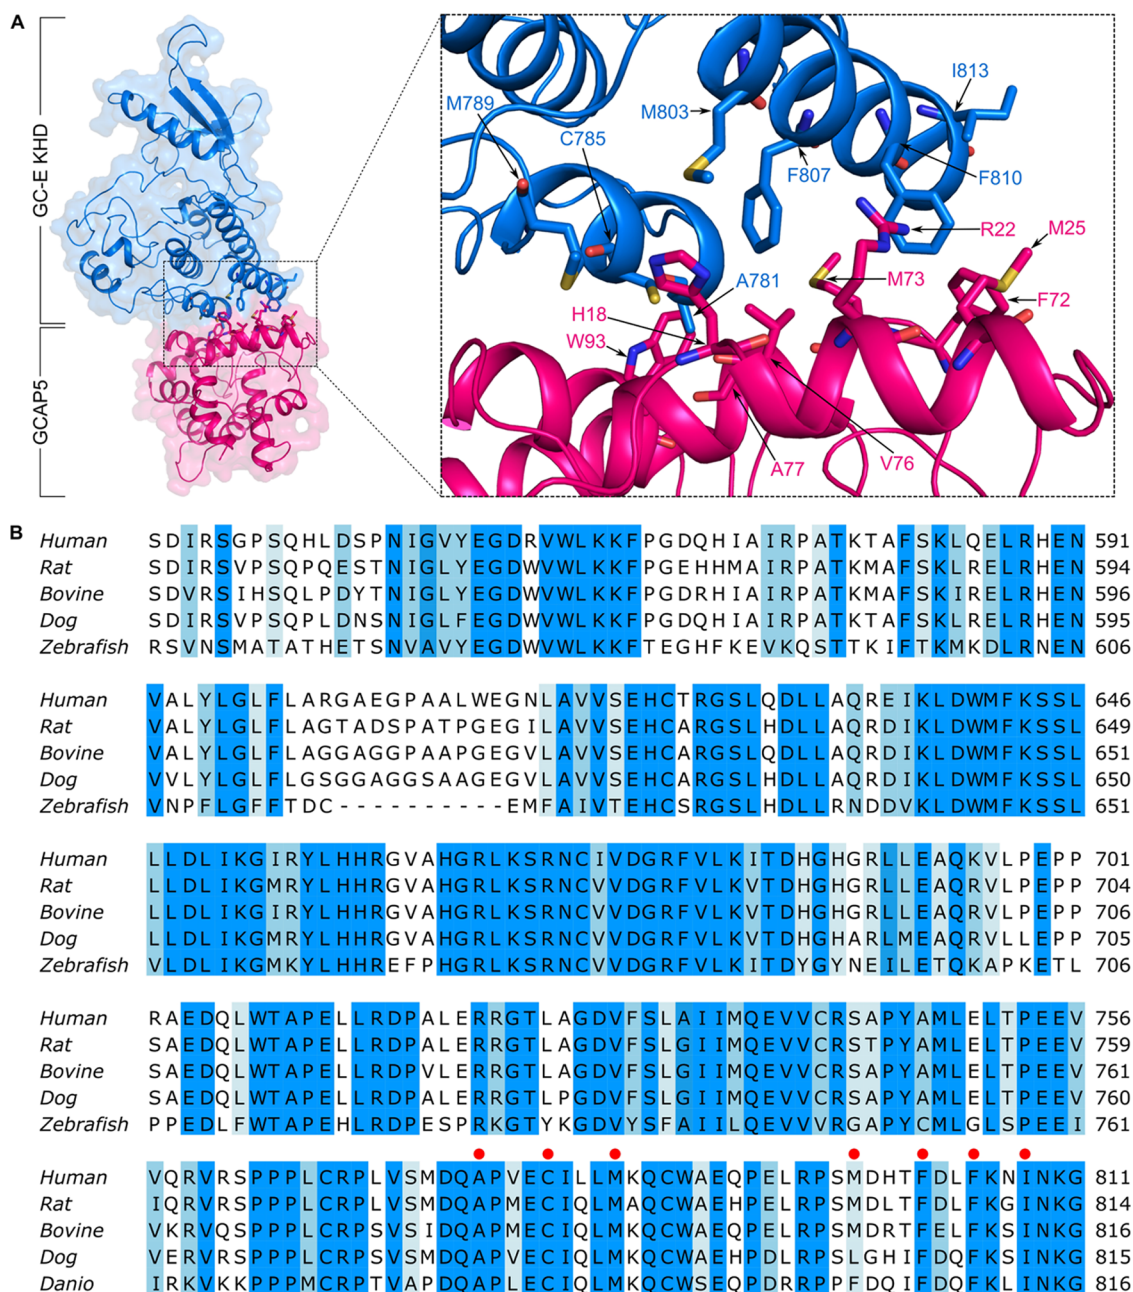 A
GC-E KHD
GCAP5
M789
C785
M803
I813
F807
F810
R22
M25
M73
F72
A781
H18
W93
A77
V76
B
Human SDIRSGPSQHLDSPNIGVYEGDRVWLKKFPGDQHIAIRPATKTAFSKLQELRHEN 591
Rat SDIRSVPSQPQESTNIGLYEGDWVWLKKFPGEHHMAIRPATKMAFSKLRELRHEN 594
Bovine SDVRSIHSQLPDYTNIGLYEGDWVWLKKFPGDRHIAIRPATKMAFSKIRELRHEN 596
Dog SDIRSVPSQPLDNSNIGLFEGDWVWLKKFPGDQHIAIRPATKTAFSKLRELRHEN 595
Zebrafish RSVNSMATATHETSNVAVYEGDWVWLKKFTEGHFKEVKQSTTKIFTKMKDLRNEN 606
Human VALYLGLFLARGAEGPAALWEGNLAVVSEHCTRGSLQDLLAQREIKLDWMFKSSL 646
Rat VALYLGLFLAGTADSPATPGEGILAVVSEHCARGSLHDLLAQRDIKLDWMFKSSL 649
Bovine VALYLGLFLAGGAGGPAAPGEGVLAVVSEHCARGSLQDLLAQRDIKLDWMFKSSL 651
Dog VVLYLGLFLGSGGAGGSAAGEGVLAVVSEHCARGSLHDLLAQRDIKLDWMFKSSL 650
Zebrafish VNPFLGFFTDC----------EMFAIVTEHCSRGSLHDLLRNDDVKLDWMFKSSL 651
Human LLDLIKGIRYLHHRGVAHGRLKSRNCIVDGRFVLKITDHGHGRLLEAQKVLPEPP 701
Rat LLDLIKGMRYLHHRGVAHGRLKSRNCVVDGRFVLKVTDHGHGRLLEAQRVLPEPP 704
Bovine LLDLIKGIRYLHHRGVAHGRLKSRNCVVDGRFVLKVTDHGHGRLLEAQRVLPEPP 706
Dog LLDLIKGMRYLHHRGVAHGRLKSRNCVVDGRFVLKITDHGHARLMEAQRVLLEPP 705
Zebrafish VLDLIKGMKYLHHREFPHGRLKSRNCVVDGRFVLKITDYGYNEILETQKAPKETL 706
Human RAEDQLWTAPELLRDPALERRGTLAGDVFSLAIIMQEVVCRSAPYAMLELTPEEV 756
Rat SAEDQLWTAPELLRDPALERRGTLAGDVFSLGIIMQEVVCRSTPYAMLELTPEEV 759
Bovine SAEDQLWTAPELLRDPVLERRGTLAGDVFSLGIIMQEVVCRSAPYAMLELTPEEV 761
Dog SAEDQLWTAPELLRDPALERRGTLPGDVFSLGIIMQEVVCRSAPYAMLELTPEEV 760
Zebrafish PPEDLFWTAPEHLRDPESPRKGTYKGDVYSFAIILQEVVVRGAPYCMLGLSPEEI 761
Human VQRVRSPPPLCRPLVSMDQAPVECILLMKQCWAEQPELRPSMDHTFDLFKNINKG 811
Rat IQRVRSPPPLCRPLVSMDQAPMECIQLMKQCWAEHPELRPSMDLTFDLFKGINKG 814
Bovine VKRVQSPPPLCRPSVSIDQAPMECIQLMKQCWAEQPELRPSMDRTFELFKSINKG 816
Dog VERVRSPPPLCRPSVSMDQAPVECIQLMKQCWAEHPDLRPSLGHIFDQFKSINKG 815
Danio IRKVKKPPPMCRPTVAPDQAPLECIQLMKQCWSEQPDRRPPFDQIFDQFKLINKG 816